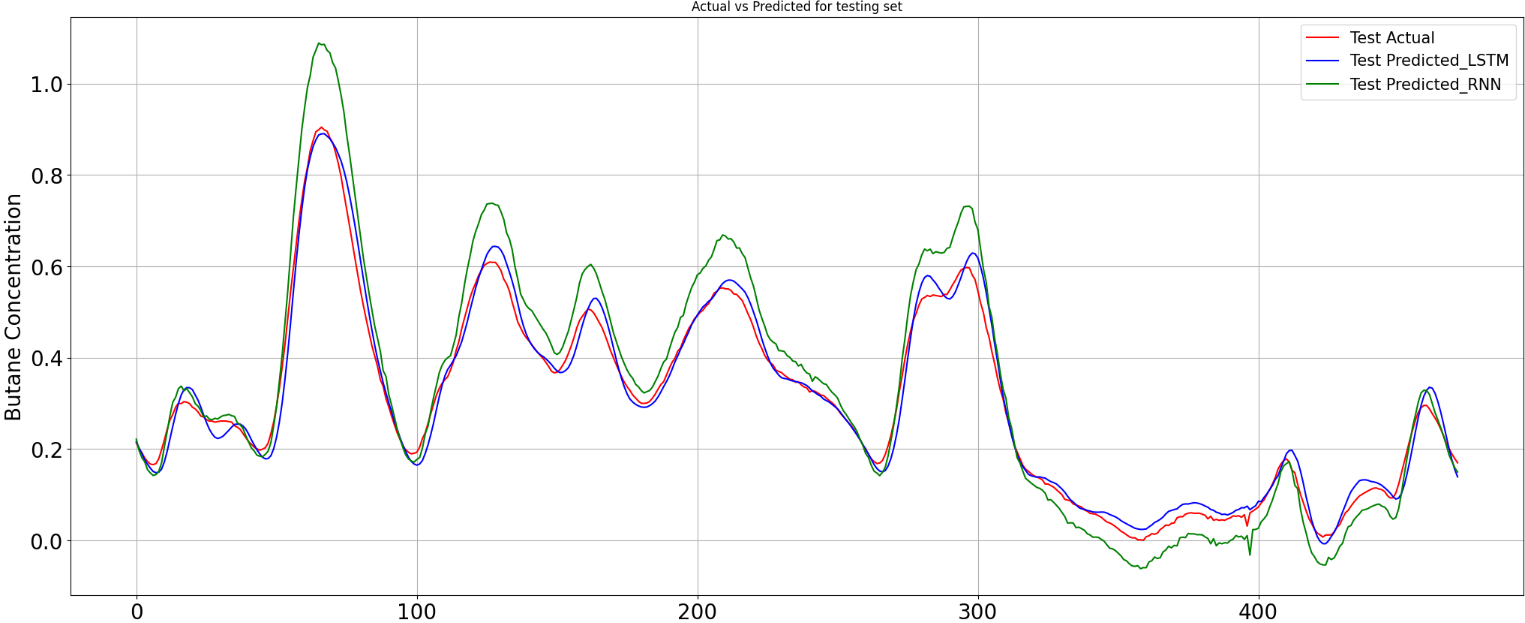 Actual vs Predicted for testing set
Test Actual
Test Predicted_LSTM
Test Predicted_RNN
Butane Concentration
1.0
0.8
0.6
0.4
0.2
0.0
0 100 200 300 400